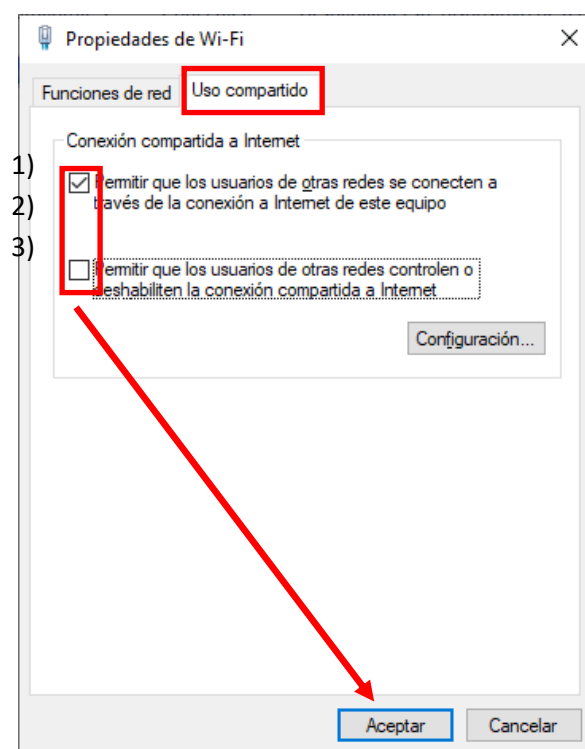 Propiedades de Wi-Fi
Funciones de red
Uso compartido
Conexión compartida a Internet
1)
Permitir que los usuarios de otras redes se conecten a
2)
través de la conexión a Internet de este equipo
3)
Permitir que los usuarios de otras redes controlen o
deshabiliten la conexión compartida a Internet
Configuración...
Aceptar
Cancelar